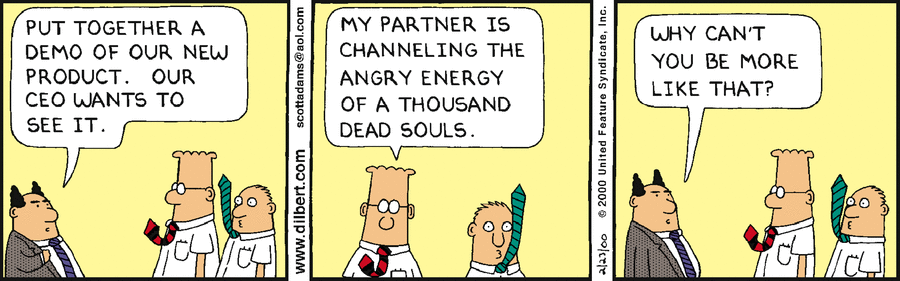 PUT TOGETHER A
DEMO OF OUR NEW
PRODUCT. OUR
CEO WANTS TO
SEE IT.
www.dilbert.com
scottadams@aol.com
MY PARTNER IS
CHANNELING THE
ANGRY ENERGY
OF A THOUSAND
DEAD SOULS.
2/23/00
© 2000 United Feature Syndicate, Inc.
WHY CAN'T
YOU BE MORE
LIKE THAT?